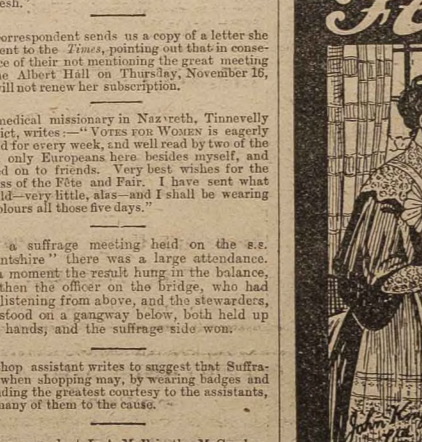 esh.
orrespondent sends us a copy of a letter she
ent to the Times, pointing out that in conse-
ce of their not mentioning the great meeting
e Albert Hall on Thursday, November 16,
vill not renew her subscription.
medical missionary in Nazareth, Tinnevelly
ict, writes:—"VOTES FOR WOMEN is eagerly
d for every week, and well read by two of the
only Europeans here besides myself, and
ed on to friends. Very best wishes for the
ss of the Fête and Fair. I have sent what
ld—very little, alas—and I shall be wearing
olours all those five days."
a suffrage meeting held on the s.s.
ntshire" there was a large attendance.
a moment the result hung in the balance,
then the officer on the bridge, who had
listening from above, and the stewarders,
stood on a gangway below, both held up
hands, and the suffrage side won.
hop assistant writes to suggest that Suffra-
when shopping may, by wearing badges and
ding the greatest courtesy to the assistants,
many of them to the cause.
John